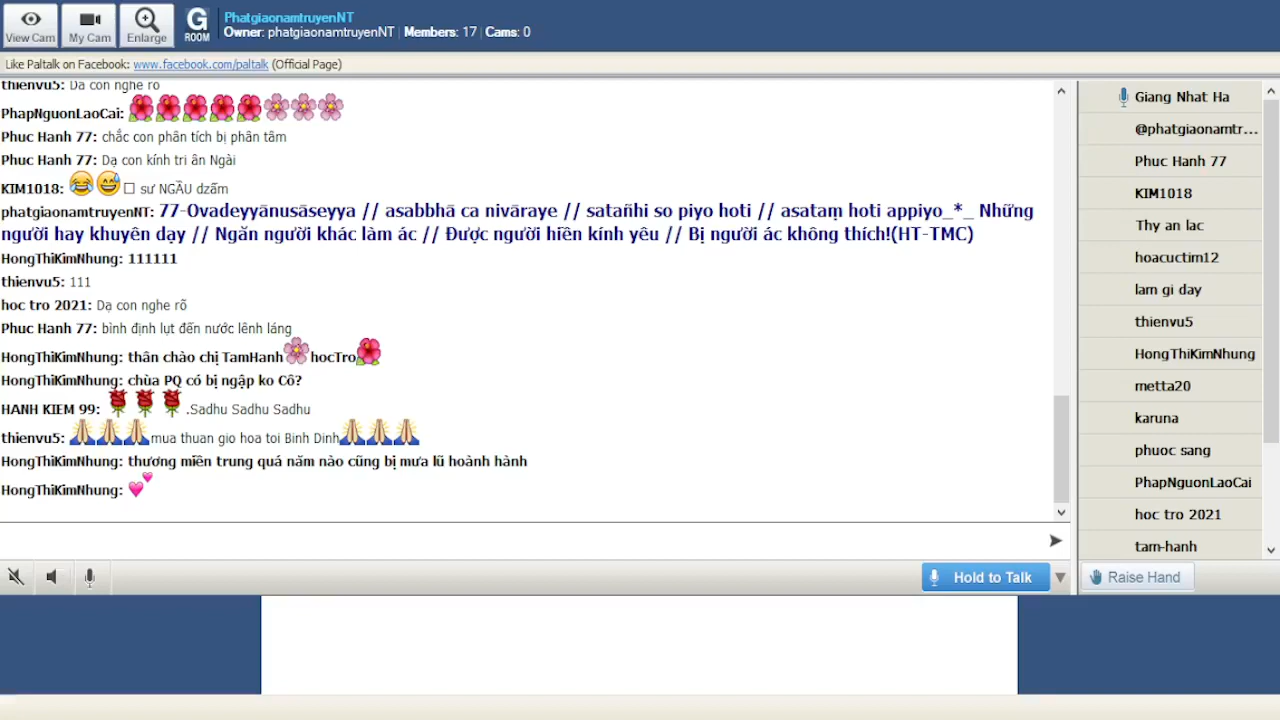 View Cam
My Cam
Enlarge
G
ROOM
PhatgiaonamtruyenNT
Owner: phatgiaonamtruyenNT | Members: 17 | Cams: 0
Like Paltalk on Facebook: www.facebook.com/paltalk (Official Page)
thienvu5: Dạ con nghe rõ
PhapNguonLaoCai:
Phuc Hanh 77: chắc con phân tích bị phân tâm
Phuc Hanh 77: Dạ con kính tri ân Ngài
KIM1018: □ sư NGẦU dzấm
phatgiaonamtruyenNT: 77-Ovadeyyānusāseyya // asabbhā ca nivāraye // satañhi so piyo hoti // asataṃ hoti appiyo_*_ Những
người hay khuyên dạy // Ngăn người khác làm ác // Được người hiền kính yêu // Bị người ác không thích!(HT-TMC)
HongThiKimNhung: 111111
thienvu5: 111
hoc tro 2021: Dạ con nghe rõ
Phuc Hanh 77: bình định lụt đến nước lênh láng
HongThiKimNhung: thân chào chị TamHanh hocTro
HongThiKimNhung: chùa PQ có bị ngập ko Cô?
HANH KIEM 99: .Sadhu Sadhu Sadhu
thienvu5: mua thuan gio hoa toi Binh Dinh
HongThiKimNhung: thương miền trung quá năm nào cũng bị mưa lũ hoành hành
HongThiKimNhung:
Giang Nhat Ha
@phatgiaonamtr...
Phuc Hanh 77
KIM1018
Thy an lac
hoacuctim12
lam gi day
thienvu5
HongThiKimNhung
metta20
karuna
phuoc sang
PhapNguonLaoCai
hoc tro 2021
tam-hanh
Hold to Talk
Raise Hand